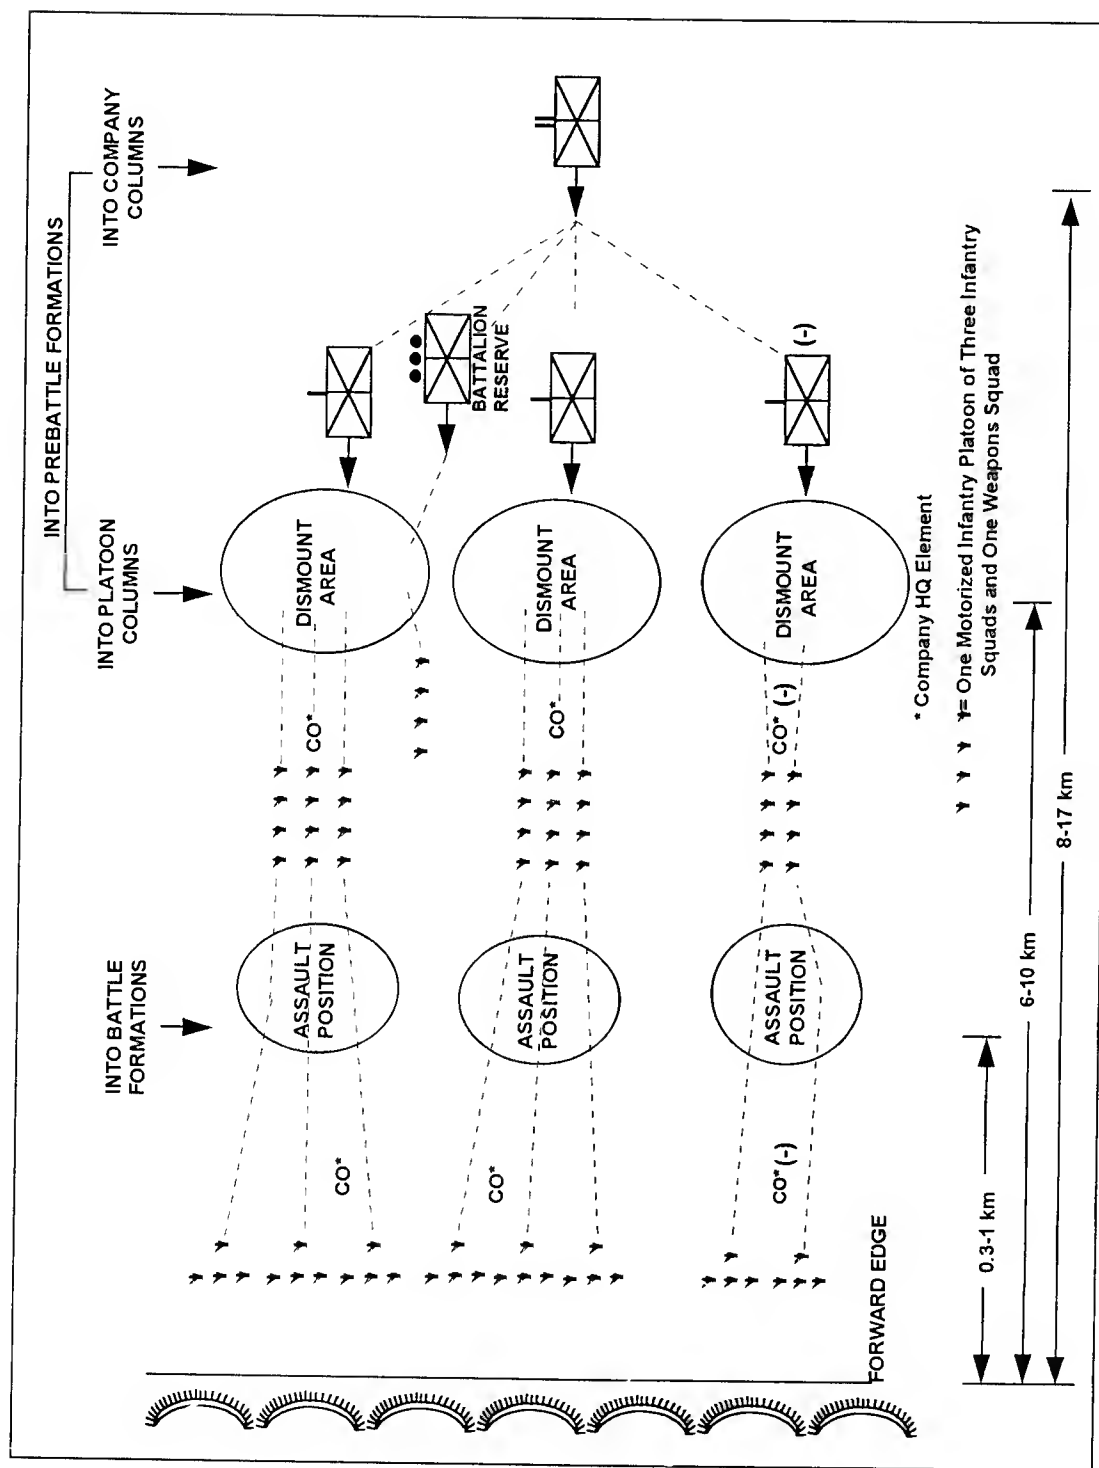 INTO PREBATTLE FORMATIONS
INTO COMPANY
COLUMNS
INTO PLATOON
COLUMNS
INTO BATTLE
FORMATIONS
BATTALION
RESERVE
(-)
DISMOUNT
AREA
DISMOUNT
AREA
DISMOUNT
AREA
CO*
CO*
CO* (-)
ASSAULT
POSITION
ASSAULT
POSITION
ASSAULT
POSITION
CO*
CO*
CO* (-)
FORWARD EDGE
* Company HQ Element
= One Motorized Infantry Platoon of Three Infantry
Squads and One Weapons Squad
0.3-1 km
6-10 km
8-17 km